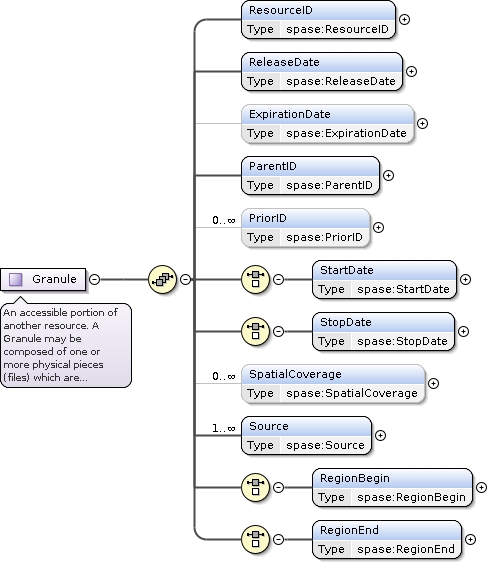 ResourceID
Type spase:ResourceID
ReleaseDate
Type spase:ReleaseDate
ExpirationDate
Type spase:ExpirationDate
ParentID
Type spase:ParentID
0..∞
PriorID
Type spase:PriorID
Granule
An accessible portion of
another resource. A
Granule may be
composed of one or
more physical pieces
(files) which are...
StartDate
Type spase:StartDate
StopDate
Type spase:StopDate
0..∞
SpatialCoverage
Type spase:SpatialCoverage
1..∞
Source
Type spase:Source
RegionBegin
Type spase:RegionBegin
RegionEnd
Type spase:RegionEnd